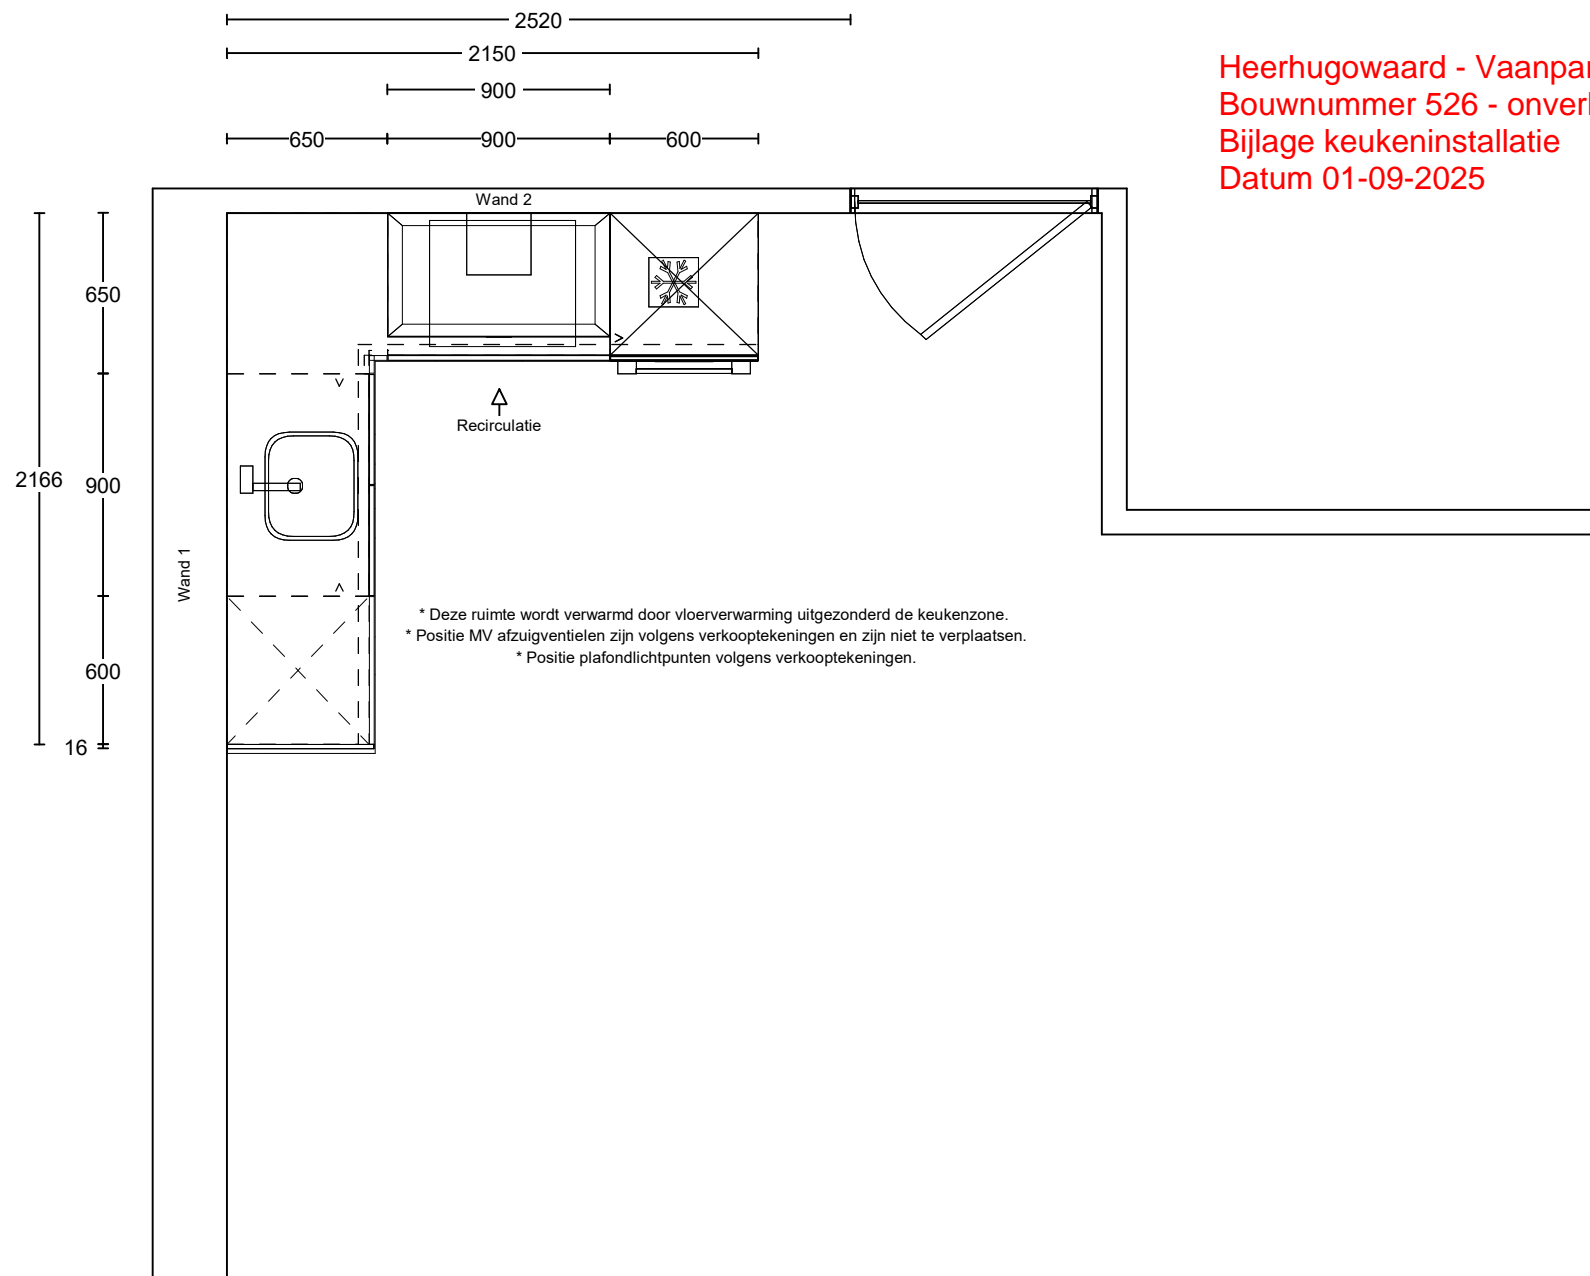 2520
2150
900
650 900 600
Heerhugowaard - Vaanpar
Bouwnummer 526 - onverk
Bijlage keukeninstallatie
Datum 01-09-2025
Wand 2
650
Recirculatie
2166
900
Wand 1
* Deze ruimte wordt verwarmd door vloerverwarming uitgezonderd de keukenzone.
* Positie MV afzuigventielen zijn volgens verkooptekeningen en zijn niet te verplaatsen.
* Positie plafondlichtpunten volgens verkooptekeningen.
600
16